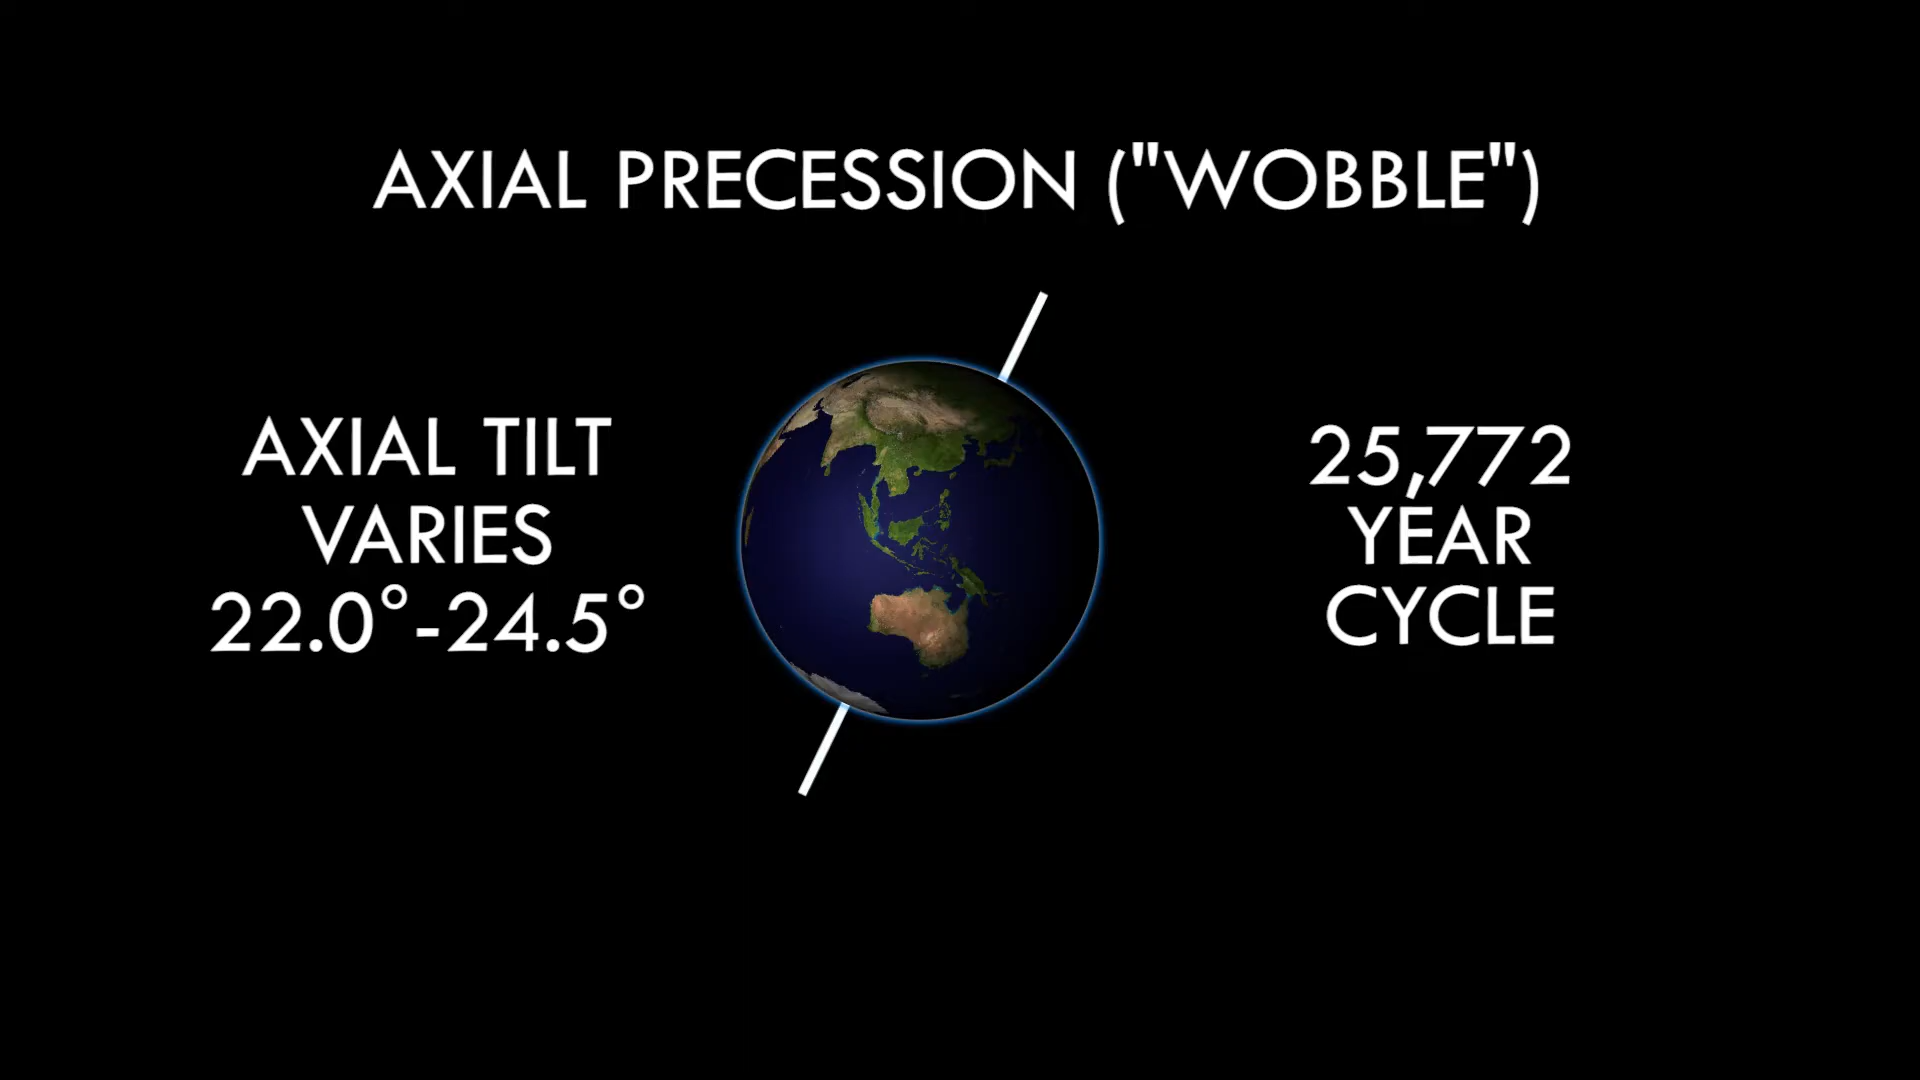 AXIAL PRECESSION ("WOBBLE")
AXIAL TILT
VARIES
22.0°-24.5°
25,772
YEAR
CYCLE